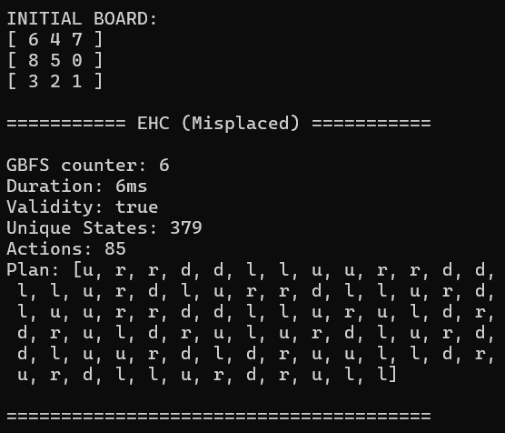 INITIAL BOARD:
[ 6 4 7 ]
[ 8 5 0 ]
[ 3 2 1 ]
=========== EHC (Misplaced) ===========
GBFS counter: 6
Duration: 6ms
Validity: true
Unique States: 379
Actions: 85
Plan: [u, r, r, d, d, l, l, u, u, r, r, d, d,
l, l, u, r, d, l, u, r, r, d, l, l, u, r, d,
l, u, u, r, r, d, d, l, l, u, r, u, l, d, r,
d, r, u, l, d, r, u, l, u, r, d, l, u, r, d,
d, l, u, u, r, d, l, d, r, u, u, l, l, d, r,
u, r, d, l, l, u, r, d, r, u, l, l]
=======================================